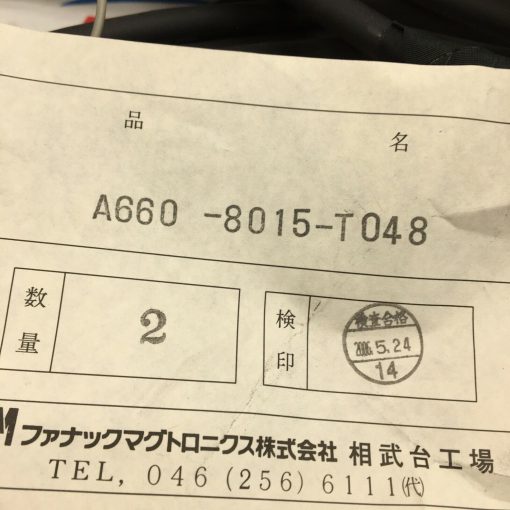 品名
A660 -8015-T048
数量 2 検印 検査合格
2006.5.24
14
M ファナックマグトロニクス株式会社 相武台工場
TEL, 046 (256) 6111㈹